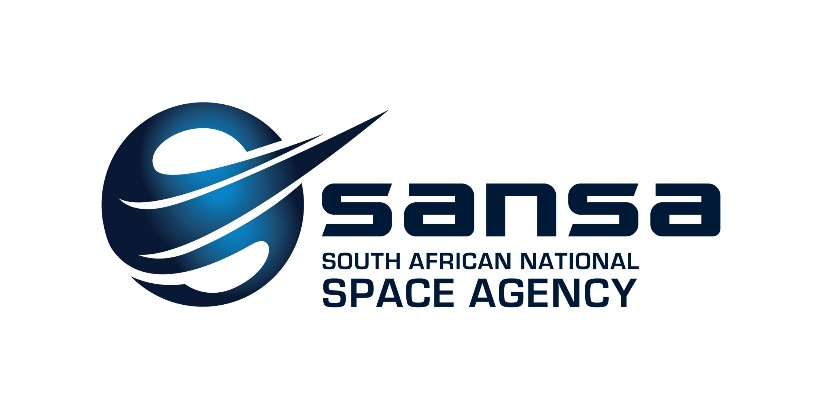 sansa
SOUTH AFRICAN NATIONAL
SPACE AGENCY